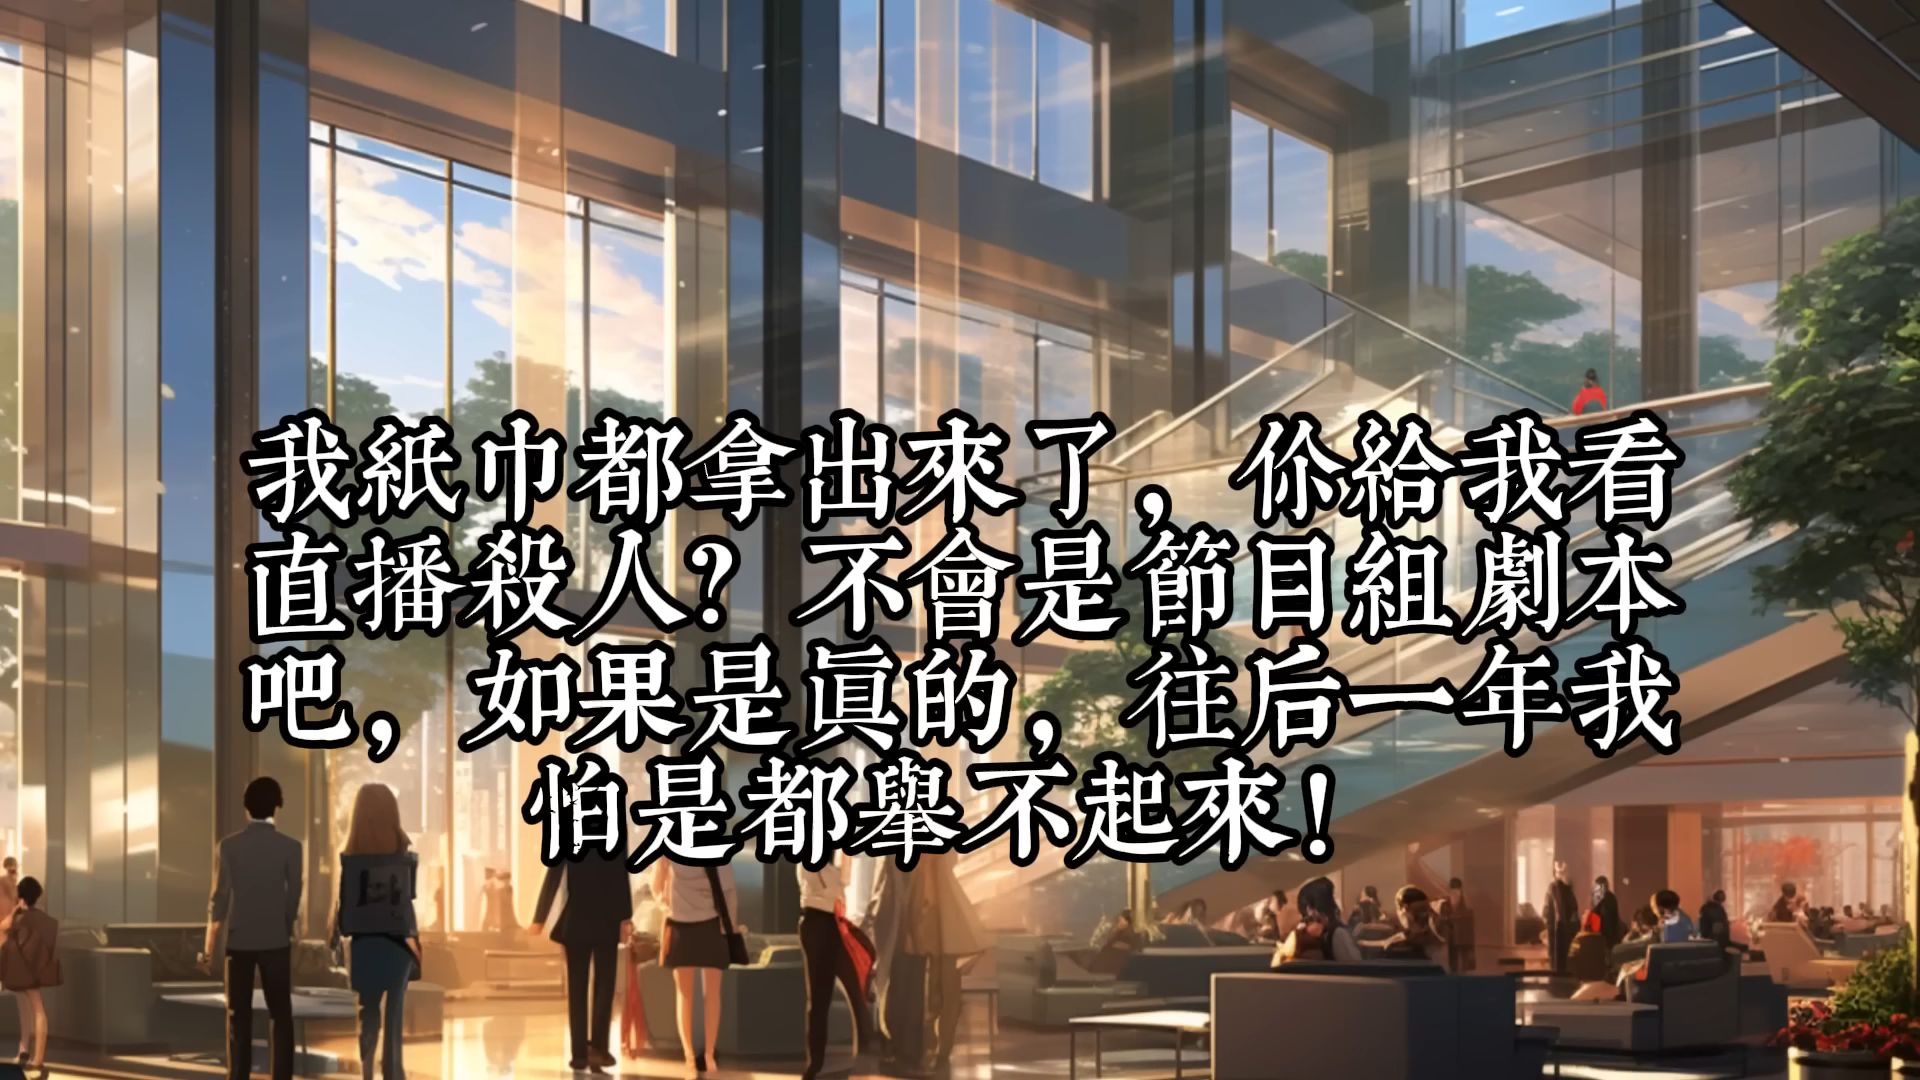 我紙巾都拿出來了，你給我看
直播殺人？不會是節目組劇本
吧，如果是眞的，往后一年我
怕是都舉不起來！